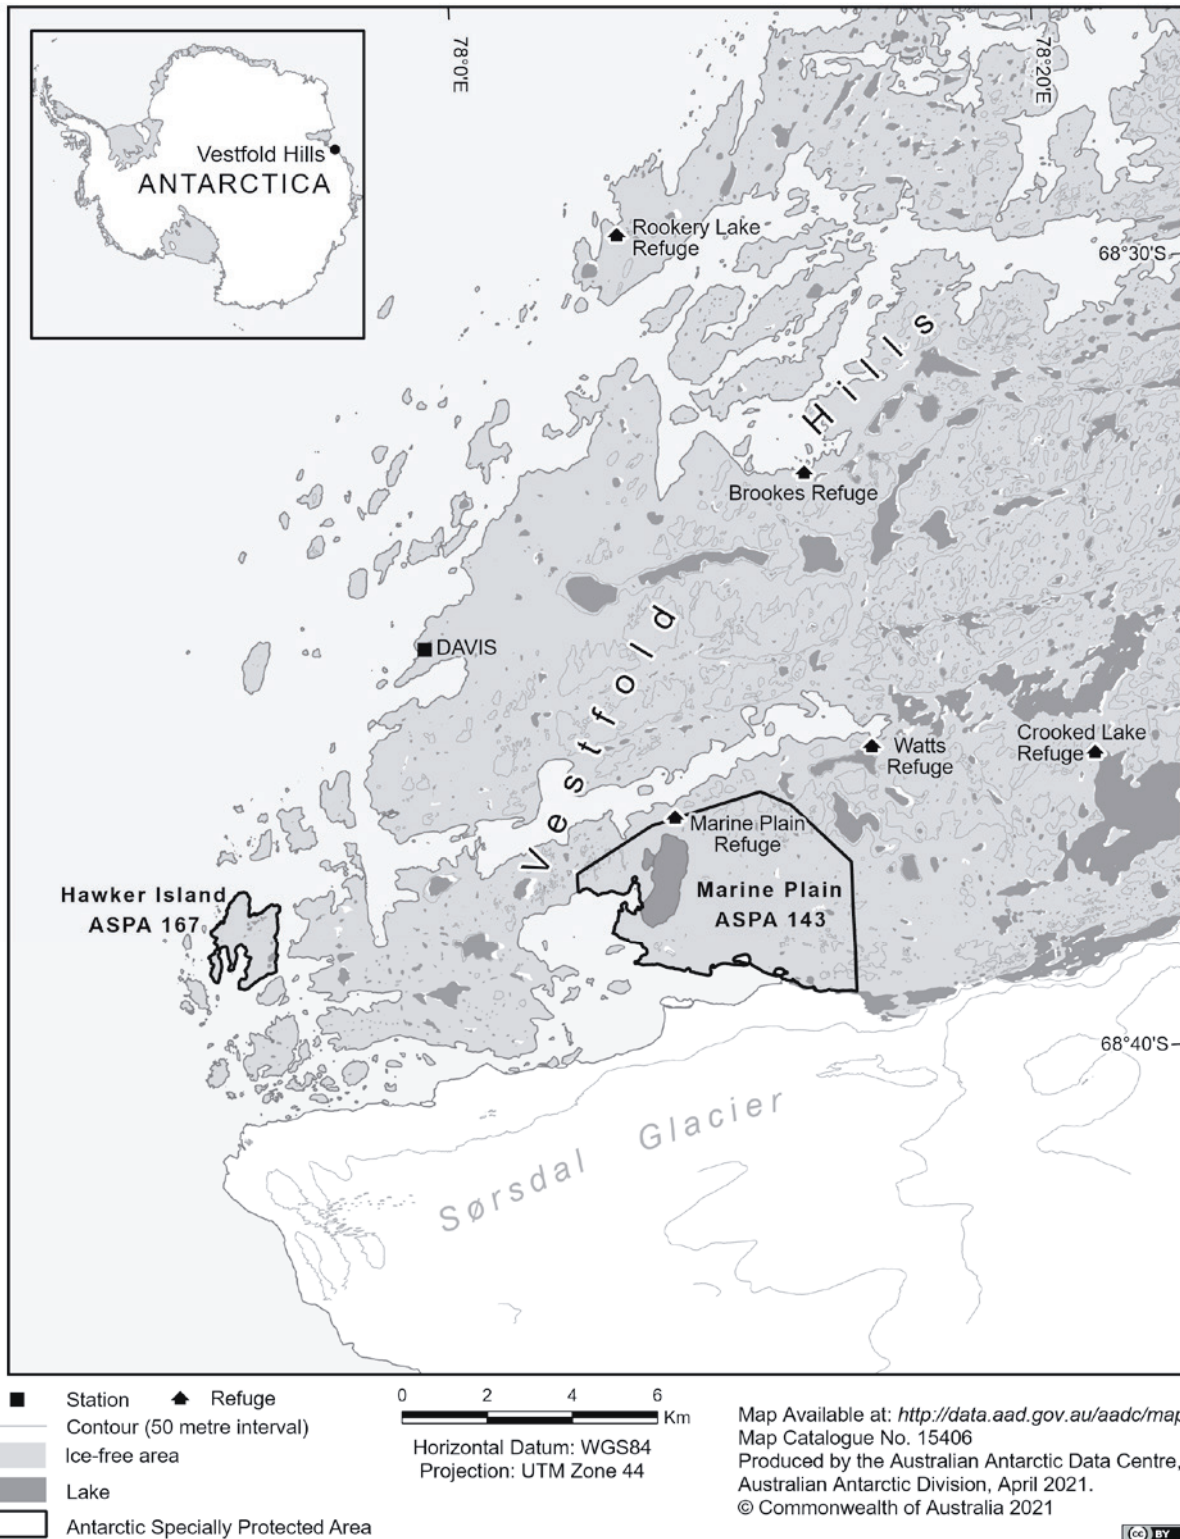 78°0'E
78°20'E
Vestfold Hills
ANTARCTICA
Rookery Lake
Refuge
68°30'S
Vestfold Hills
Brookes Refuge
DAVIS
Watts
Refuge
Crooked Lake
Refuge
Marine Plain
Refuge
Hawker Island
ASPA 167
Marine Plain
ASPA 143
68°40'S
Sørsdal Glacier
Station
Refuge
Contour (50 metre interval)
Ice-free area
Lake
Antarctic Specially Protected Area
0 2 4 6
Km
Horizontal Datum: WGS84
Projection: UTM Zone 44
Map Available at: http://data.aad.gov.au/aadc/map
Map Catalogue No. 15406
Produced by the Australian Antarctic Data Centre,
Australian Antarctic Division, April 2021.
© Commonwealth of Australia 2021
cc BY